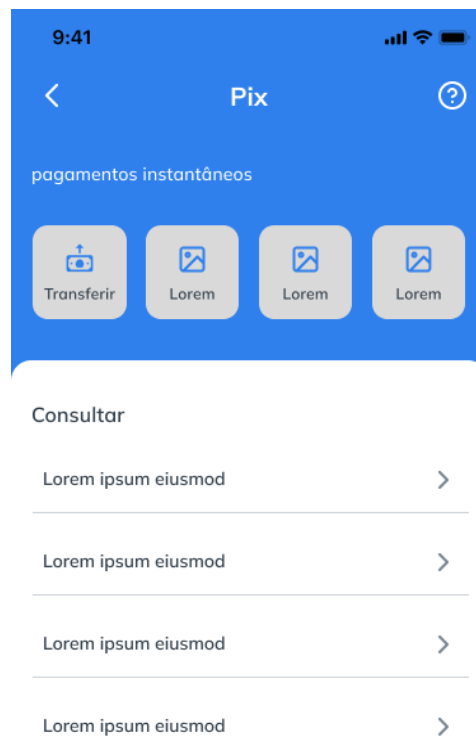 9:41
Pix
pagamentos instantâneos
Transferir Lorem Lorem Lorem
Consultar
Lorem ipsum eiusmod
Lorem ipsum eiusmod
Lorem ipsum eiusmod
Lorem ipsum eiusmod